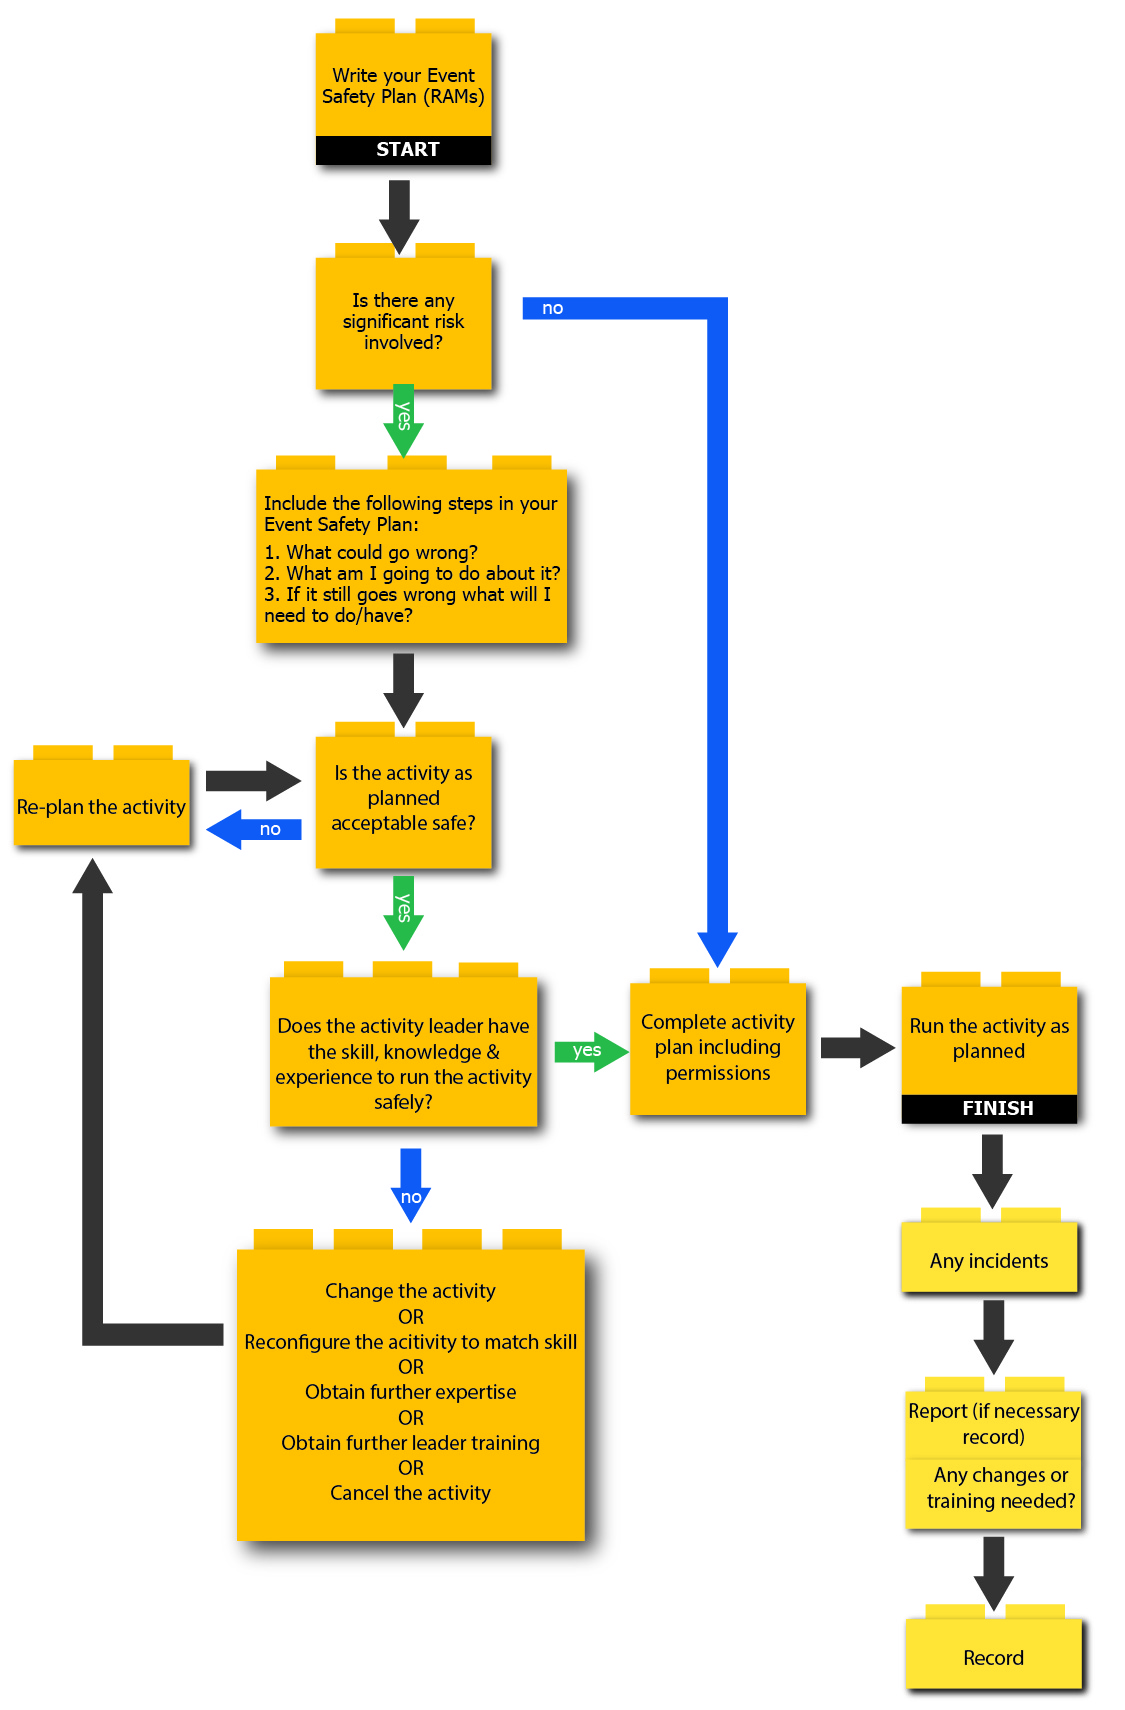 Write your Event
Safety Plan (RAMs)
START
Is there any
significant risk
involved?
no
yes
Include the following steps in your
Event Safety Plan:
1. What could go wrong?
2. What am I going to do about it?
3. If it still goes wrong what will I
need to do/have?
Re-plan the activity
Is the activity as
planned
acceptable safe?
no
yes
Does the activity leader have
the skill, knowledge &
experience to run the activity
safely?
yes
Complete activity
plan including
permissions
Run the activity as
planned
FINISH
no
Change the activity
OR
Reconfigure the acitivity to match skill
OR
Obtain further expertise
OR
Obtain further leader training
OR
Cancel the activity
Any incidents
Report (if necessary
record)
Any changes or
training needed?
Record